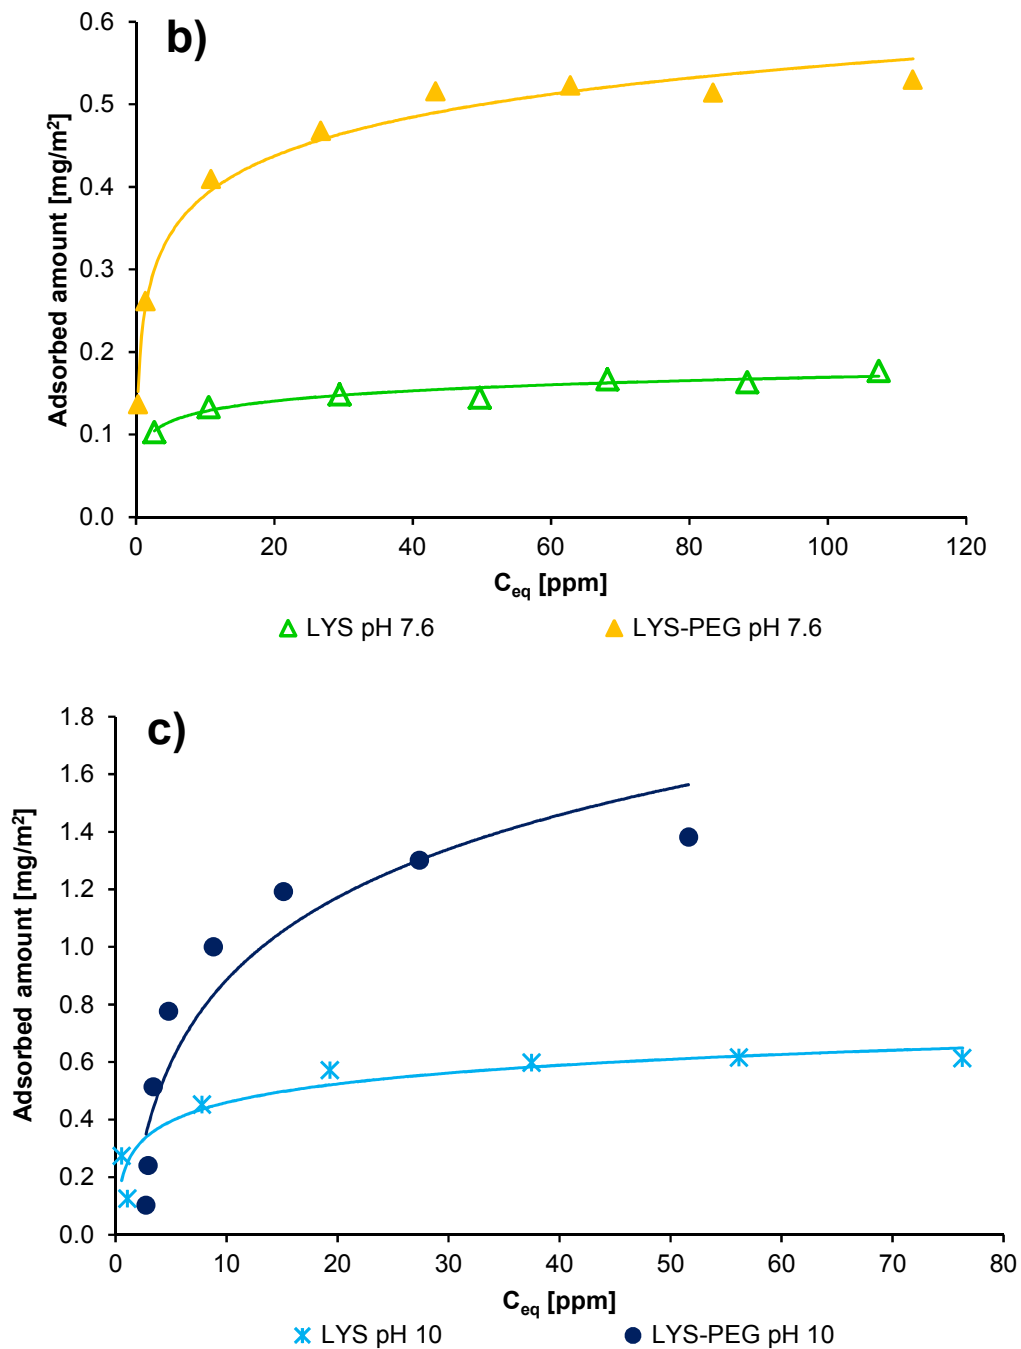 b)
Adsorbed amount [mg/m²]
0.6
0.5
0.4
0.3
0.2
0.1
0.0
0 20 40 60 80 100 120
C_eq [ppm]
LYS pH 7.6 LYS-PEG pH 7.6
c)
Adsorbed amount [mg/m²]
1.8
1.6
1.4
1.2
1.0
0.8
0.6
0.4
0.2
0.0
0 10 20 30 40 50 60 70 80
C_eq [ppm]
LYS pH 10 LYS-PEG pH 10